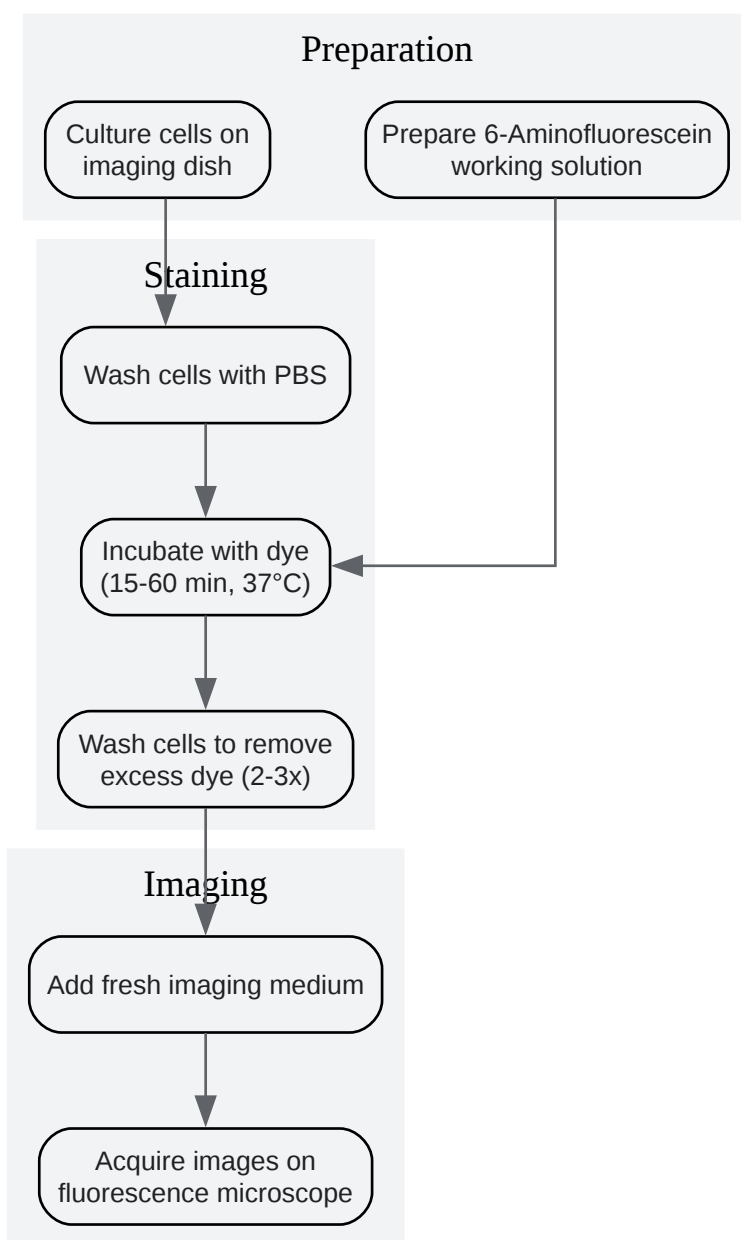 Preparation
Culture cells on
imaging dish
Prepare 6-Aminofluorescein
working solution
Staining
Wash cells with PBS
Incubate with dye
(15-60 min, 37°C)
Wash cells to remove
excess dye (2-3x)
Imaging
Add fresh imaging medium
Acquire images on
fluorescence microscope